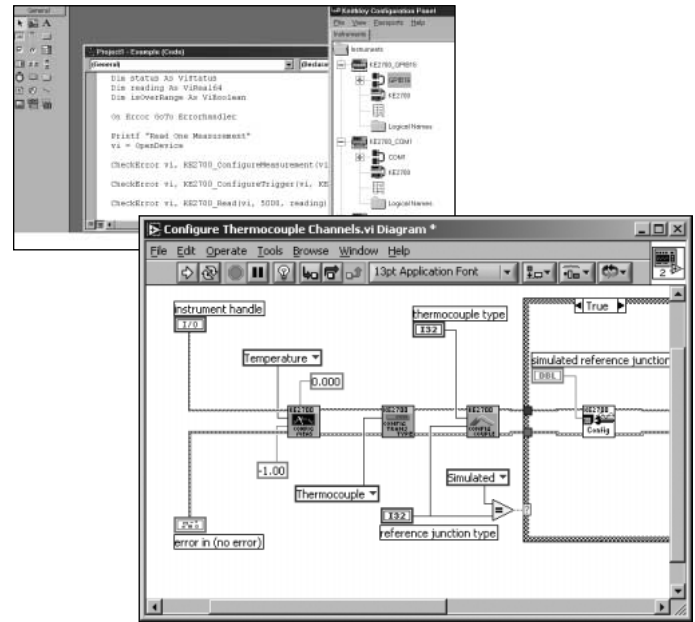 General
Keithley Configuration Panel
File View Passports Help
Instruments
Instruments
KE2700_GPIB16
GPIB16
KE2700
Logical Names
KE2700_COM1
COM1
KE2700
Logical Names
Project1 - Example (Code)
(General)
Dim status As ViStatus
Dim reading As ViReal64
Dim isOverRange As ViBoolean
On Error GoTo ErrorHandler
Printf "Read One Measurement"
vi = OpenDevice
CheckError vi, KE2700_ConfigureMeasurement(vi
CheckError vi, KE2700_ConfigureTrigger(vi, KE
CheckError vi, KE2700_Read(vi, 5000, reading)
Configure Thermocouple Channels.vi Diagram *
File Edit Operate Tools Browse Window Help
13pt Application Font
2
instrument handle
I/O
Temperature
0.000
-1.00
Thermocouple
thermocouple type
I32
KE2700
KE2700
CONFIG
TRANS
TYPE
KE2700
True
simulated reference junction
DBL
KE2700
Config
Simulated
=
?
I32
reference junction type
error in (no error)